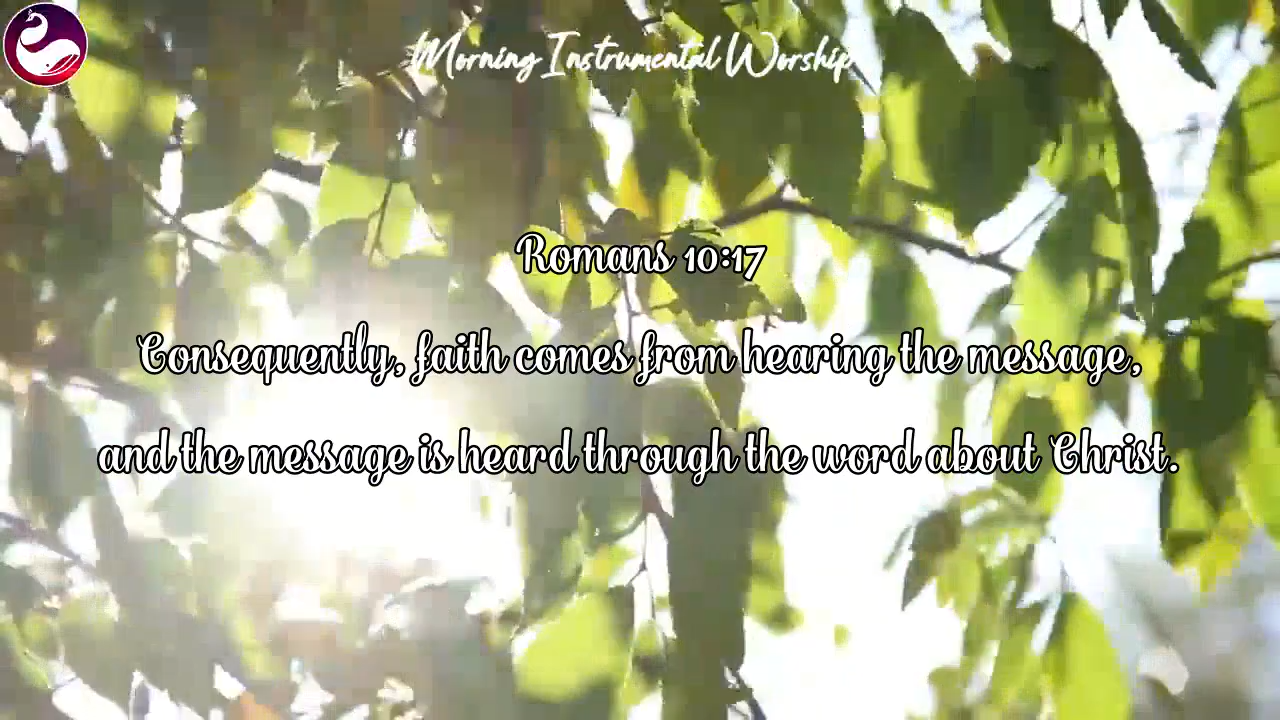 Morning Instrumental Worship
Romans 10:17
Consequently, faith comes from hearing the message,
and the message is heard through the word about Christ.